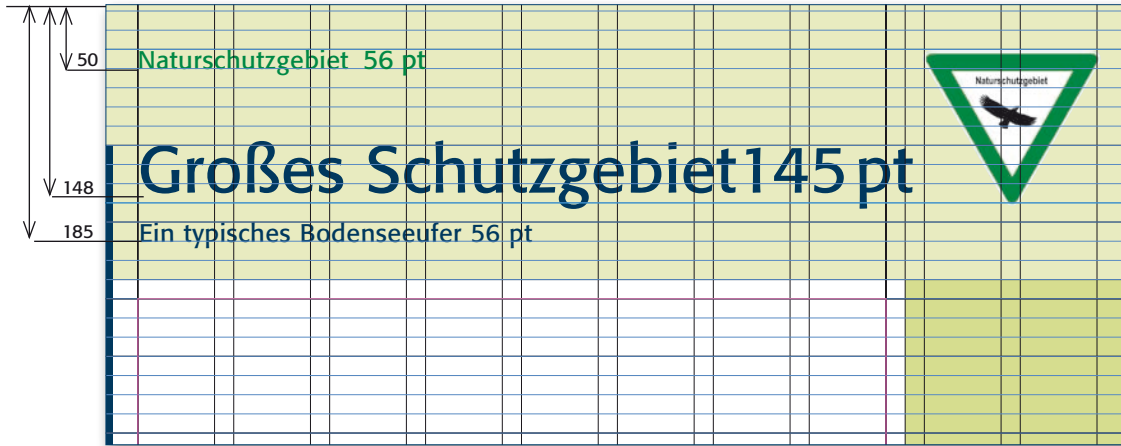 50
Naturschutzgebiet 56 pt
Naturschutzgebiet
Großes Schutzgebiet145 pt
148
185
Ein typisches Bodenseeufer 56 pt